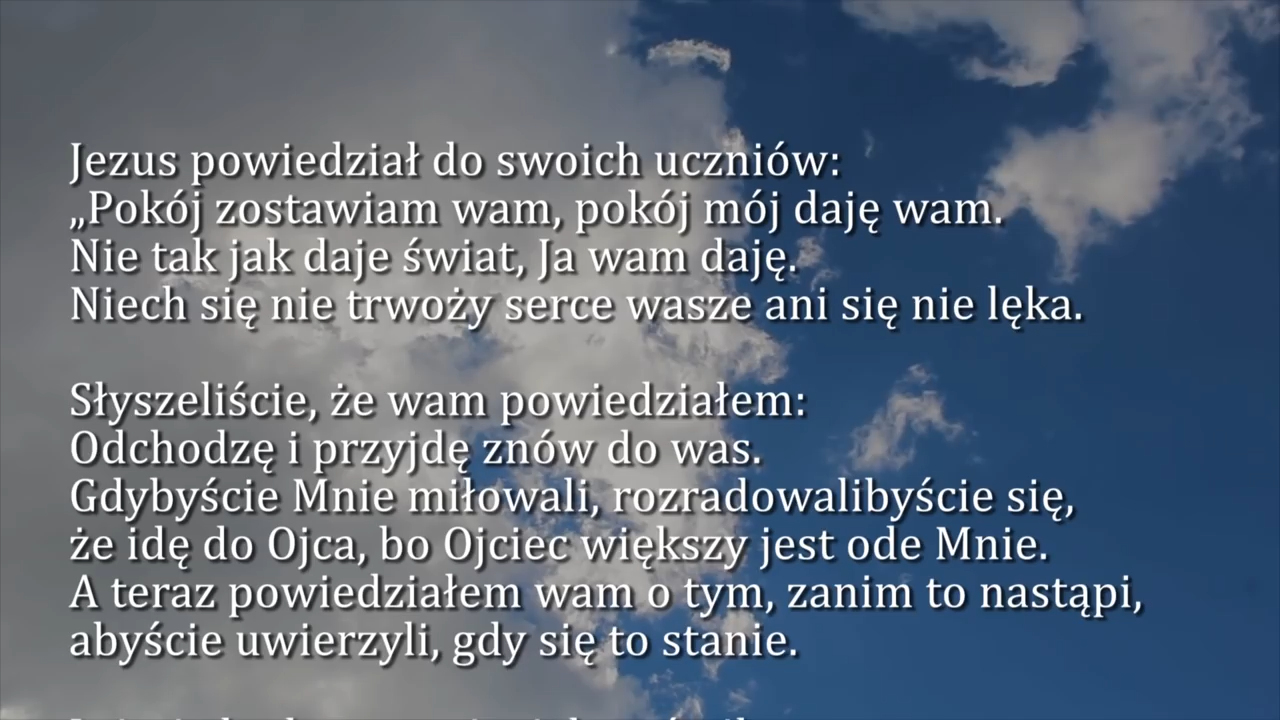 Jezus powiedział do swoich uczniów:
„Pokój zostawiam wam, pokój mój daję wam.
Nie tak jak daje świat, Ja wam daję.
Niech się nie trwoży serce wasze ani się nie lęka.
Słyszeliście, że wam powiedziałem:
Odchodzę i przyjdę znów do was.
Gdybyście Mnie miłowali, rozradowalibyście się,
że idę do Ojca, bo Ojciec większy jest ode Mnie.
A teraz powiedziałem wam o tym, zanim to nastąpi,
abyście uwierzyli, gdy się to stanie.